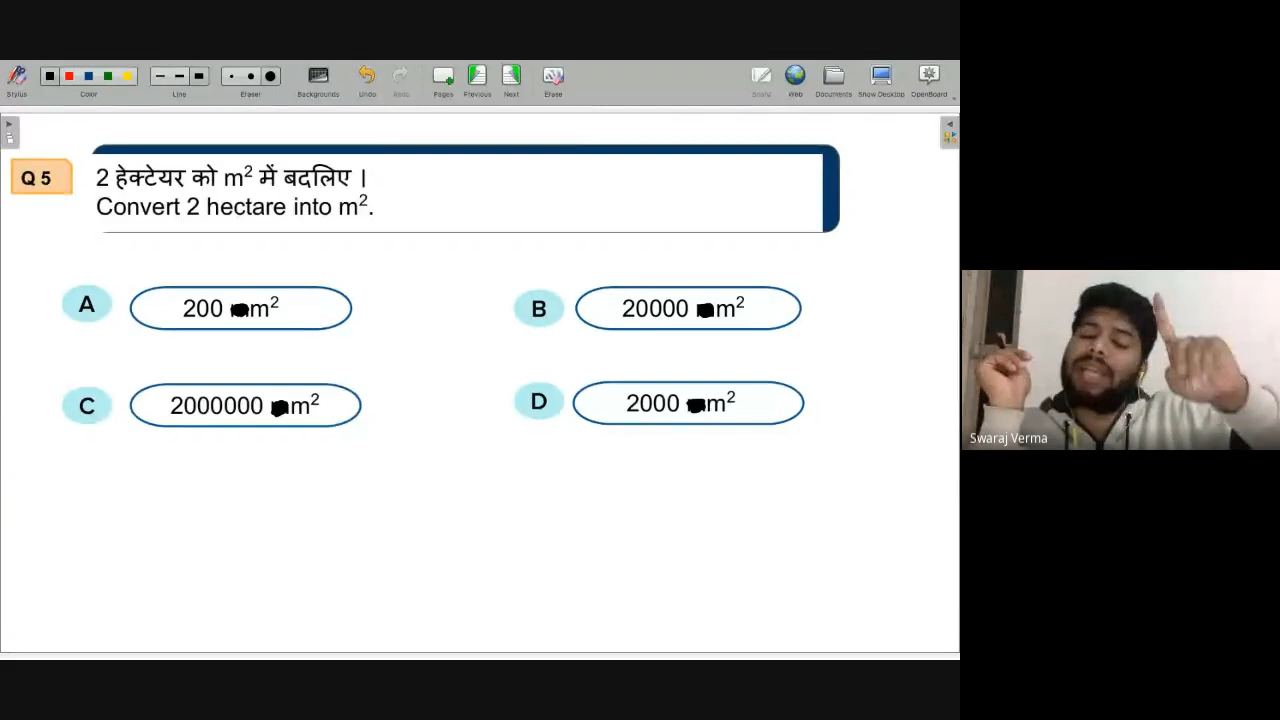 Stylus
Color
Line
Eraser
Backgrounds
Undo
Redo
Pages
Previous
Next
Erase
Board
Web
Documents
Show Desktop
OpenBoard
Q 5
2 हेक्टेयर को m² में बदलिए ।
Convert 2 hectare into m².
A
200 m²
B
20000 m²
C
2000000 m²
D
2000 m²
Swaraj Verma